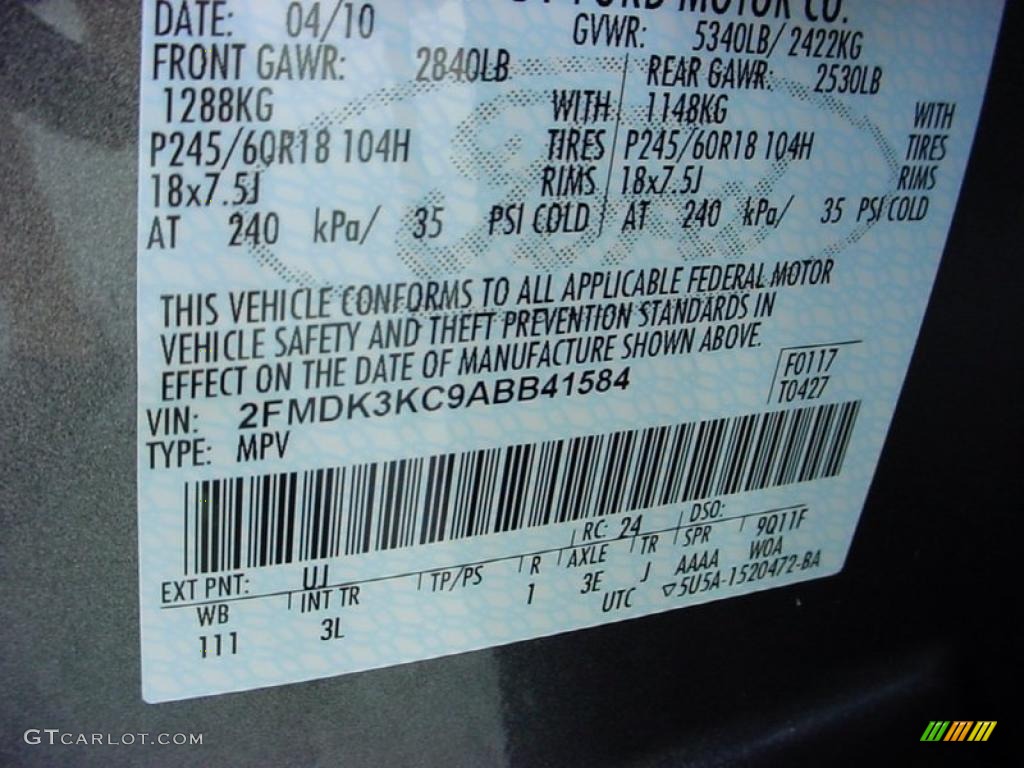 FORD MOTOR CO.
DATE: 04/10 GVWR: 5340LB/2422KG
FRONT GAWR: 2840LB REAR GAWR: 2530LB
1288KG WITH 1148KG WITH
P245/60R18 104H TIRES P245/60R18 104H TIRES
18x7.5J RIMS 18x7.5J RIMS
AT 240 kPa/ 35 PSI COLD AT 240 kPa/ 35 PSI COLD
THIS VEHICLE CONFORMS TO ALL APPLICABLE FEDERAL MOTOR
VEHICLE SAFETY AND THEFT PREVENTION STANDARDS IN
EFFECT ON THE DATE OF MANUFACTURE SHOWN ABOVE.
F0117
VIN: 2FMDK3KC9ABB41584 T0427
TYPE: MPV
EXT PNT: UJ RC: 24 DSO:
WB INT TR TP/PS R AXLE TR SPR 9Q11F
111 3L 1 3E J AAAA WOA
UTC ▽5U5A-1520472-BA
GTCARLOT.COM